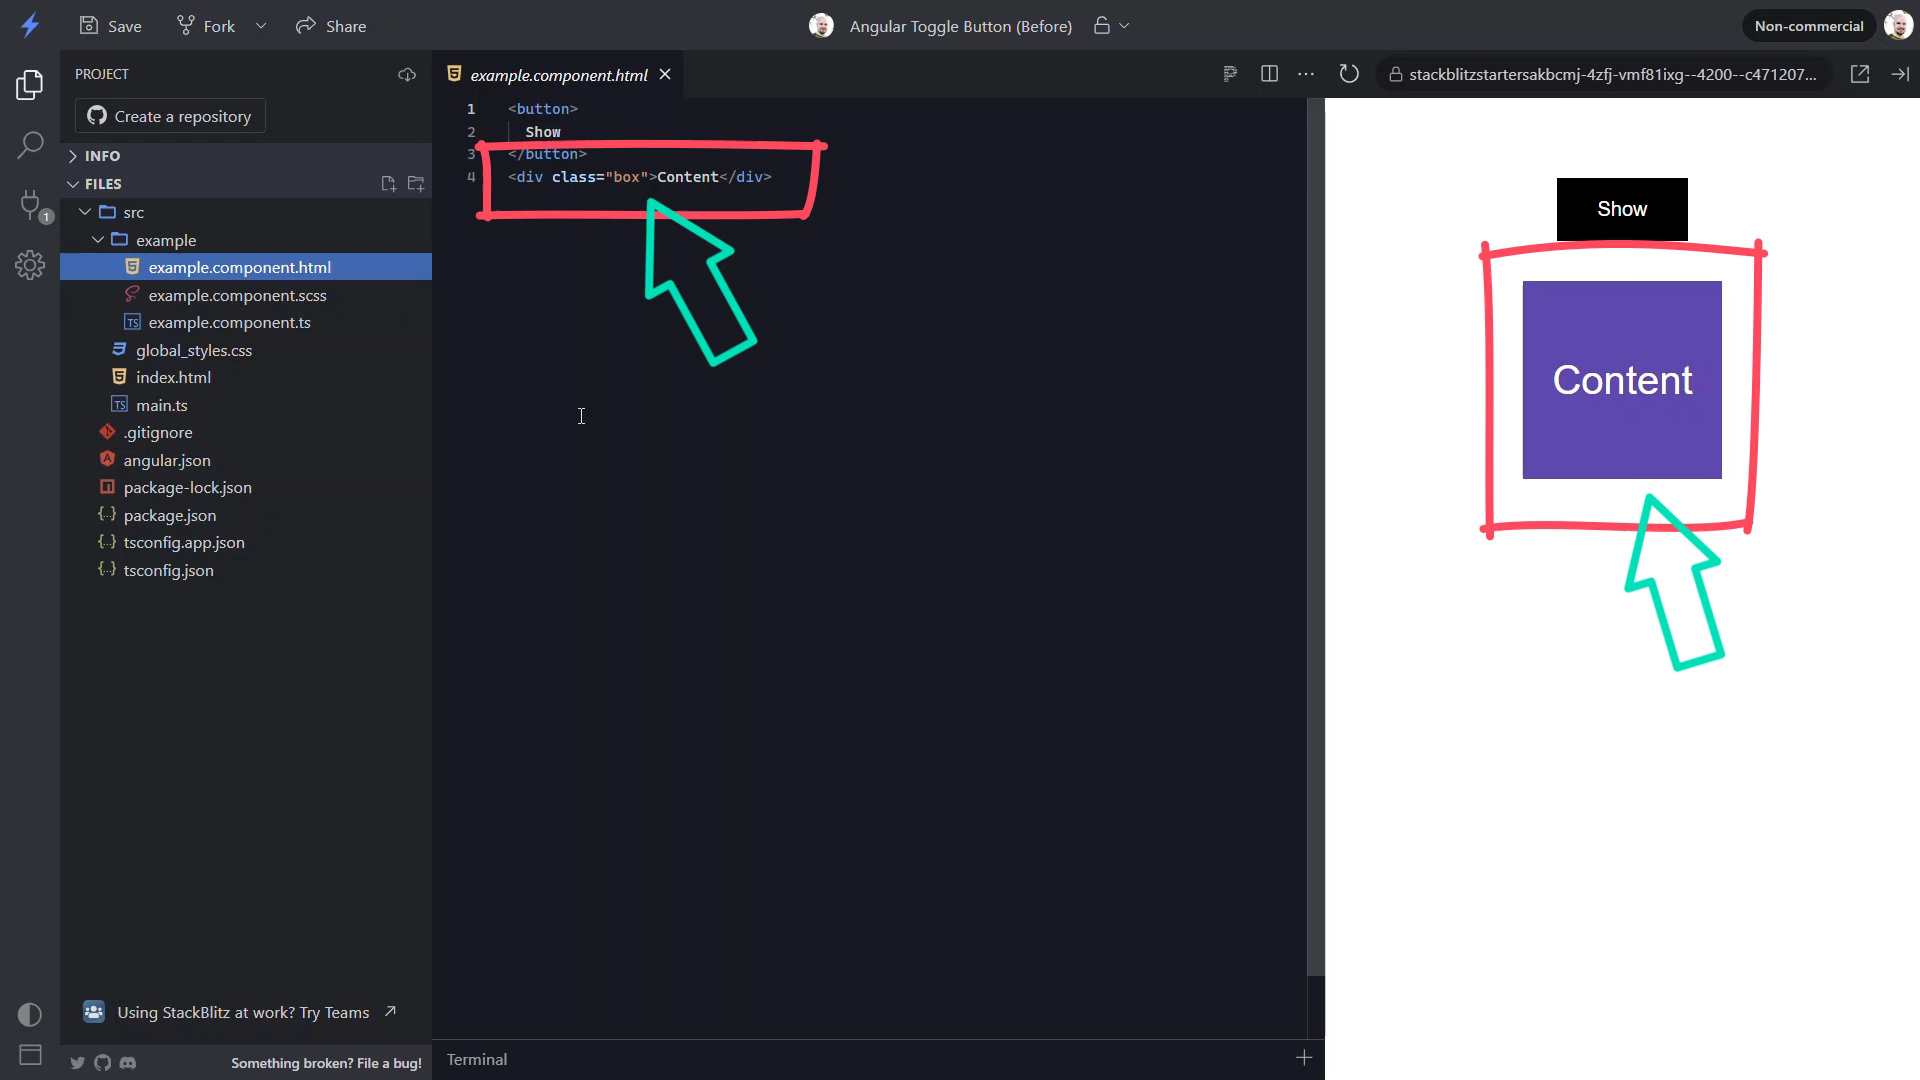 Save
Fork
Share
Angular Toggle Button (Before)
Non-commercial
PROJECT
Create a repository
INFO
FILES
src
example
example.component.html
example.component.scss
example.component.ts
global_styles.css
index.html
main.ts
.gitignore
angular.json
package-lock.json
package.json
tsconfig.app.json
tsconfig.json
1
Using StackBlitz at work? Try Teams
Something broken? File a bug!
example.component.html
1 <button>
2 Show
3 </button>
4 <div class="box">Content</div>
Terminal
stackblitzstartersakbcmj-4zfj-vmf81ixg--4200--c471207...
Show
Content